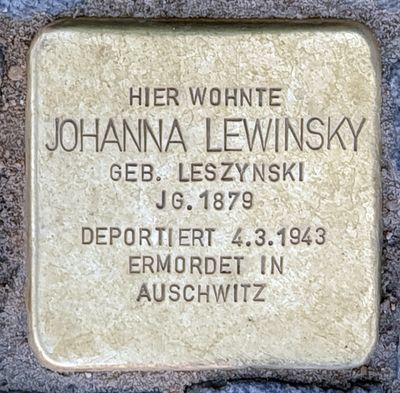 HIER WOHNTE
JOHANNA LEWINSKY
GEB. LESZYNSKI
JG. 1879
DEPORTIERT 4.3.1943
ERMORDET IN
AUSCHWITZ